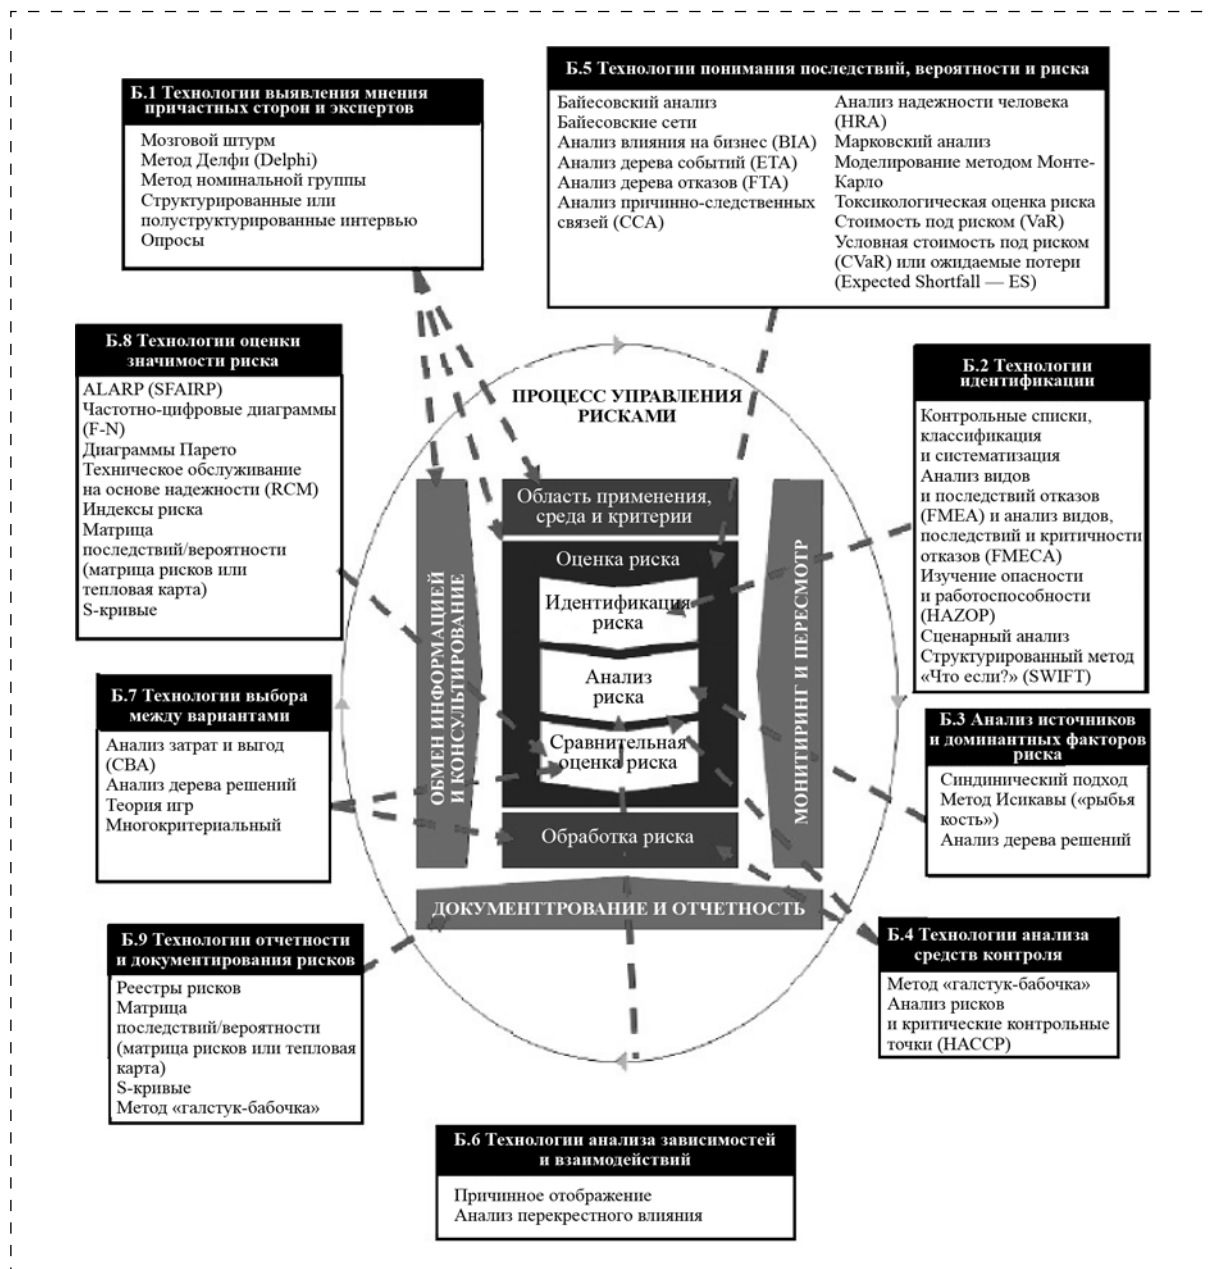 Б.1 Технологии выявления мнения
причастных сторон и экспертов
Мозговой штурм
Метод Делфи (Delphi)
Метод номинальной группы
Структурированные или
полуструктурированные интервью
Опросы
Б.5 Технологии понимания последствий, вероятности и риска
Байесовский анализ
Байесовские сети
Анализ влияния на бизнес (BIA)
Анализ дерева событий (ETA)
Анализ дерева отказов (FTA)
Анализ причинно-следственных
связей (CCA)
Анализ надежности человека
(HRA)
Марковский анализ
Моделирование методом Монте-
Карло
Токсикологическая оценка риска
Стоимость под риском (VaR)
Условная стоимость под риском
(CVaR) или ожидаемые потери
(Expected Shortfall — ES)
Б.8 Технологии оценки
значимости риска
ALARP (SFAIRP)
Частотно-цифровые диаграммы
(F-N)
Диаграммы Парето
Техническое обслуживание
на основе надежности (RCM)
Индексы риска
Матрица
последствий/вероятности
(матрица рисков или
тепловая карта)
S-кривые
ПРОЦЕСС УПРАВЛЕНИЯ
РИСКАМИ
Область применения,
среда и критерии
Оценка риска
Идентификация
риска
Анализ
риска
Сравнительная
оценка риска
Обработка риска
ОБМЕН ИНФОРМАЦИЕЙ
И КОНСУЛЬТИРОВАНИЕ
МОНИТИРИНГ И ПЕРЕСМОТР
ДОКУМЕНТТРОВАНИЕ И ОТЧЕТНОСТЬ
Б.2 Технологии
идентификации
Контрольные списки,
классификация
и систематизация
Анализ видов
и последствий отказов
(FMEA) и анализ видов,
последствий и критичности
отказов (FMECA)
Изучение опасности
и работоспособности
(HAZOP)
Сценарный анализ
Структурированный метод
«Что если?» (SWIFT)
Б.7 Технологии выбора
между вариантами
Анализ затрат и выгод
(CBA)
Анализ дерева решений
Теория игр
Многокритериальный
Б.3 Анализ источников
и доминантных факторов
риска
Синдинический подход
Метод Исикавы («рыбья
кость»)
Анализ дерева решений
Б.9 Технологии отчетности
и документирования рисков
Реестры рисков
Матрица
последствий/вероятности
(матрица рисков или тепловая
карта)
S-кривые
Метод «галстук-бабочка»
Б.4 Технологии анализа
средств контроля
Метод «галстук-бабочка»
Анализ рисков
и критические контрольные
точки (HACCP)
Б.6 Технологии анализа зависимостей
и взаимодействий
Причинное отображение
Анализ перекрестного влияния